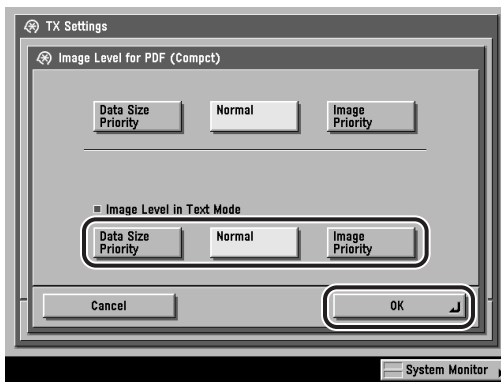 TX Settings
Image Level for PDF (Compct)
Data Size Priority
Normal
Image Priority
Image Level in Text Mode
Data Size Priority
Normal
Image Priority
Cancel
OK
System Monitor